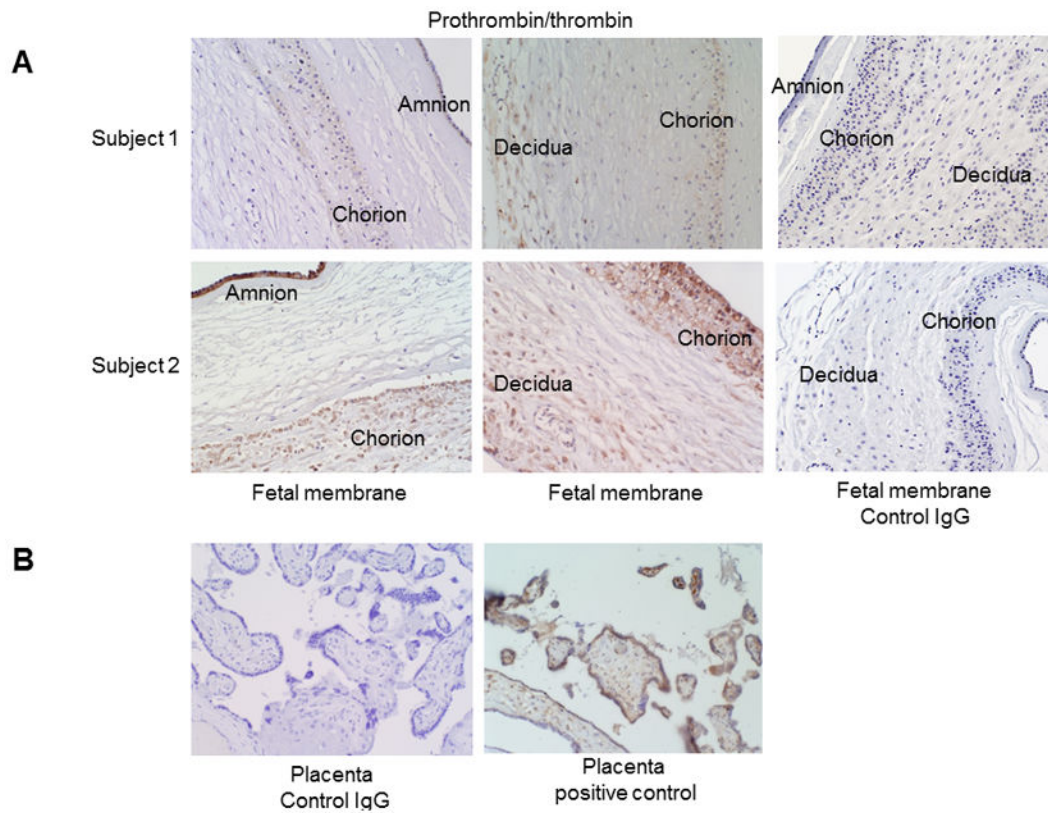 Prothrombin/thrombin
A
Subject 1
Amnion
Chorion
Decidua
Chorion
Amnion
Chorion
Decidua
Subject 2
Amnion
Chorion
Decidua
Chorion
Decidua
Chorion
Fetal membrane
Fetal membrane
Fetal membrane
Control IgG
B
Placenta
Control IgG
Placenta
positive control